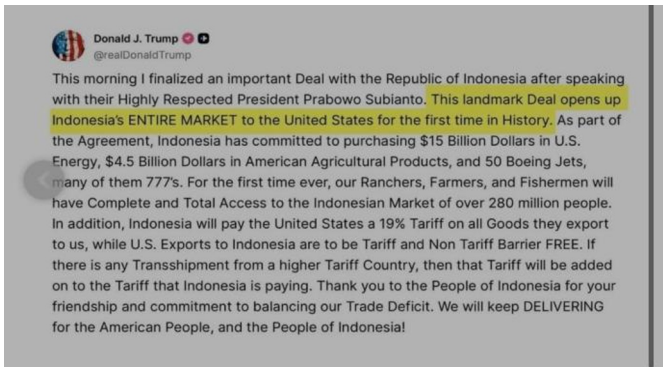 Donald J. Trump
@realDonaldTrump
This morning I finalized an important Deal with the Republic of Indonesia after speaking
with their Highly Respected President Prabowo Subianto. This landmark Deal opens up
Indonesia's ENTIRE MARKET to the United States for the first time in History. As part of
the Agreement, Indonesia has committed to purchasing $15 Billion Dollars in U.S.
Energy, $4.5 Billion Dollars in American Agricultural Products, and 50 Boeing Jets,
many of them 777's. For the first time ever, our Ranchers, Farmers, and Fishermen will
have Complete and Total Access to the Indonesian Market of over 280 million people.
In addition, Indonesia will pay the United States a 19% Tariff on all Goods they export
to us, while U.S. Exports to Indonesia are to be Tariff and Non Tariff Barrier FREE. If
there is any Transshipment from a higher Tariff Country, then that Tariff will be added
on to the Tariff that Indonesia is paying. Thank you to the People of Indonesia for your
friendship and commitment to balancing our Trade Deficit. We will keep DELIVERING
for the American People, and the People of Indonesia!